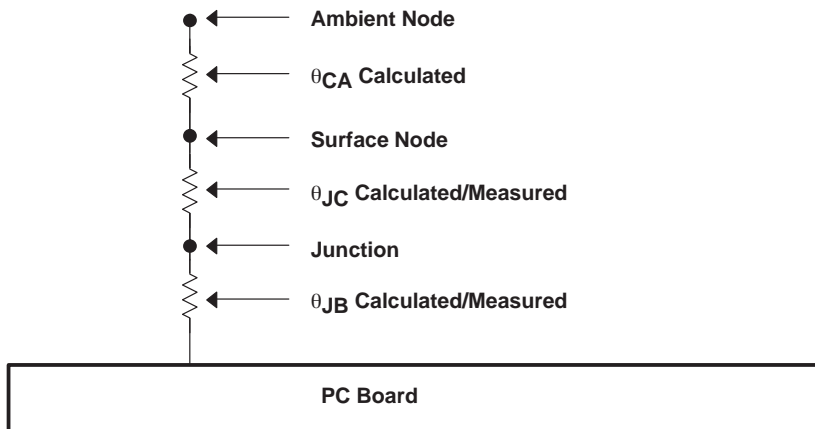 Ambient Node
θCA Calculated
Surface Node
θJC Calculated/Measured
Junction
θJB Calculated/Measured
PC Board